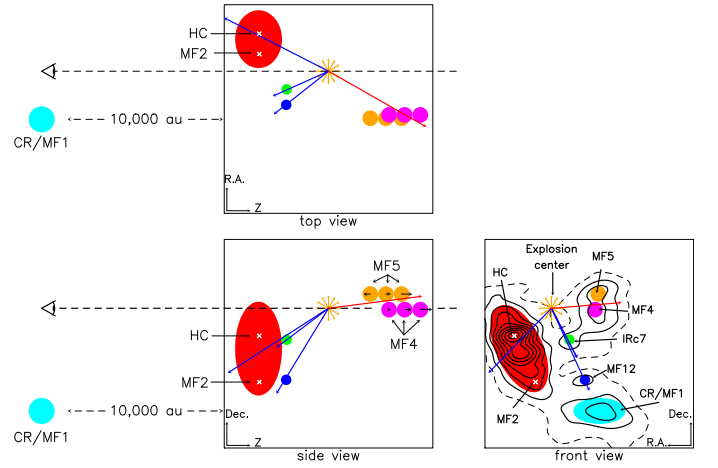 HC
MF2
10,000 au
CR/MF1
R.A.
Z
top view
Explosion
center
MF5
HC
MF4
IRc7
MF12
CR/MF1
MF2
Dec.
R.A.
front view
MF5
HC
MF4
MF2
10,000 au
CR/MF1
Dec.
Z
side view